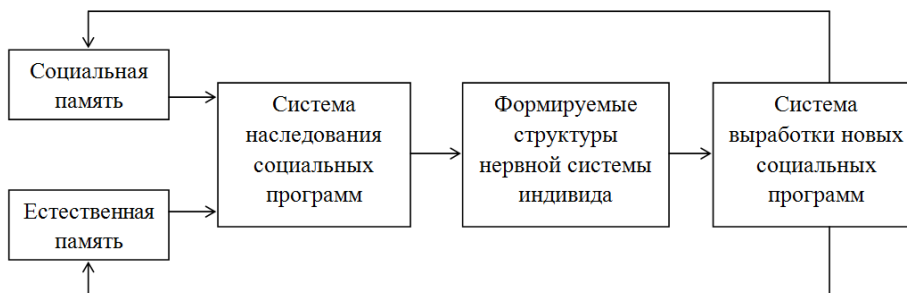 Социальная
память
Естественная
память
Система
наследования
социальных
программ
Формируемые
структуры
нервной системы
индивида
Система
выработки новых
социальных
программ